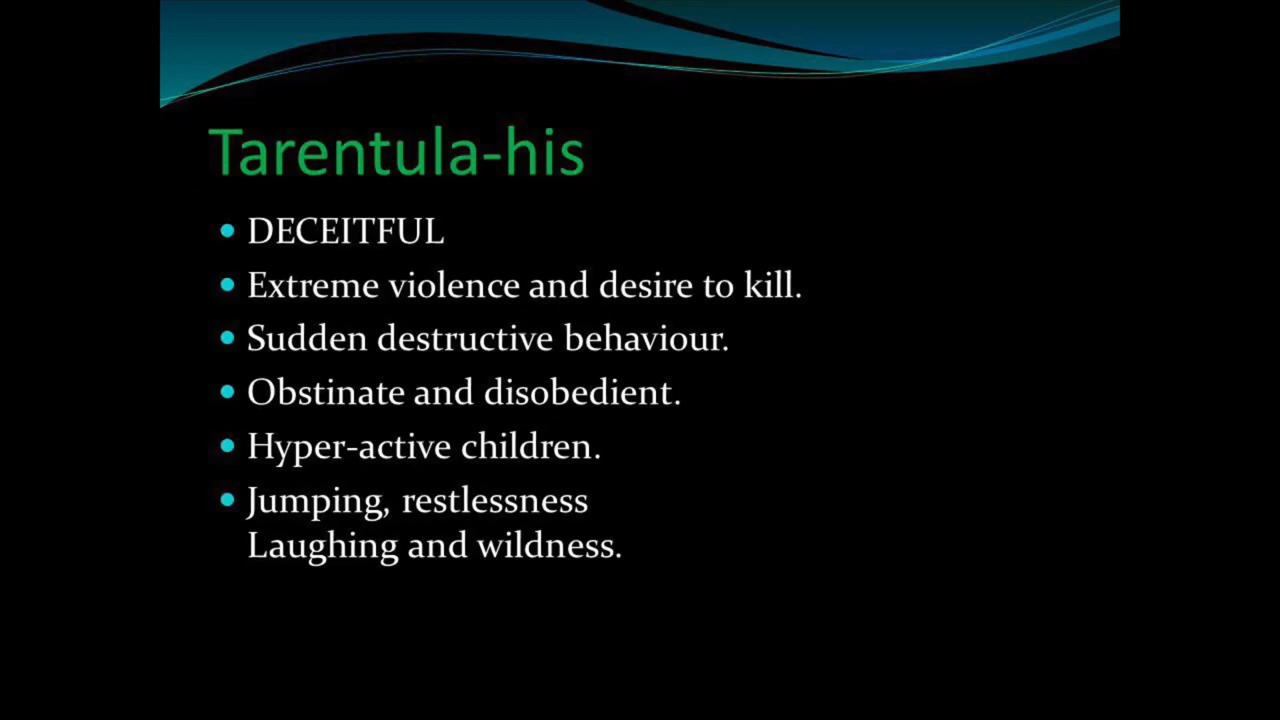 Tarentula-his
DECEITFUL
Extreme violence and desire to kill.
Sudden destructive behaviour.
Obstinate and disobedient.
Hyper-active children.
Jumping, restlessness
Laughing and wildness.